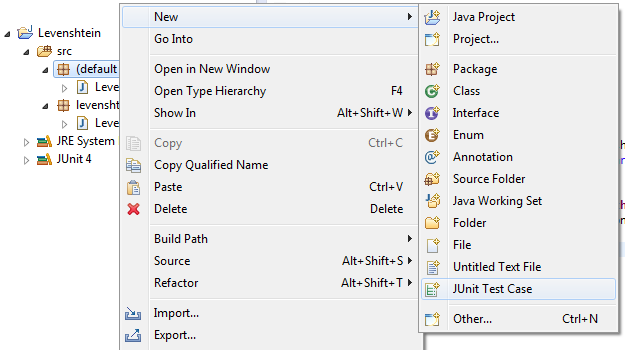 Levenshtein
src
(default
Leve
levensht
Leve
JRE System
JUnit 4
New
Go Into
Open in New Window
Open Type Hierarchy F4
Show In Alt+Shift+W
Copy Ctrl+C
Copy Qualified Name
Paste Ctrl+V
Delete Delete
Build Path
Source Alt+Shift+S
Refactor Alt+Shift+T
Import...
Export...
Java Project
Project...
Package
Class
Interface
Enum
Annotation
Source Folder
Java Working Set
Folder
File
Untitled Text File
JUnit Test Case
Other... Ctrl+N